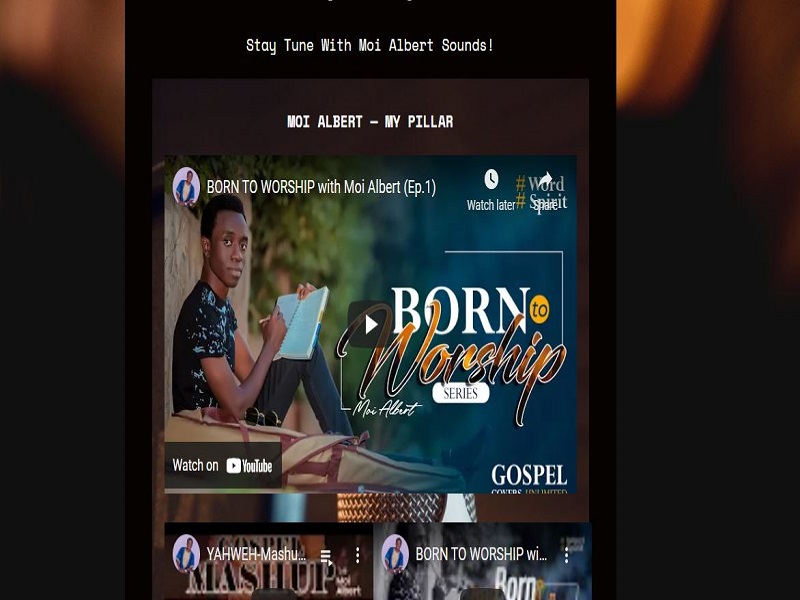 Stay Tune With Moi Albert Sounds!
MOI ALBERT – MY PILLAR
BORN TO WORSHIP with Moi Albert (Ep.1)
Watch later
Share
#Word
#Spirit
BORN to
Worship
SERIES
Moi Albert
Watch on YouTube
GOSPEL
COVERS UNLIMITED
YAHWEH-Mashu...
BORN TO WORSHIP wi...
GOSPEL
MASHUP
Moi
Albert
Born